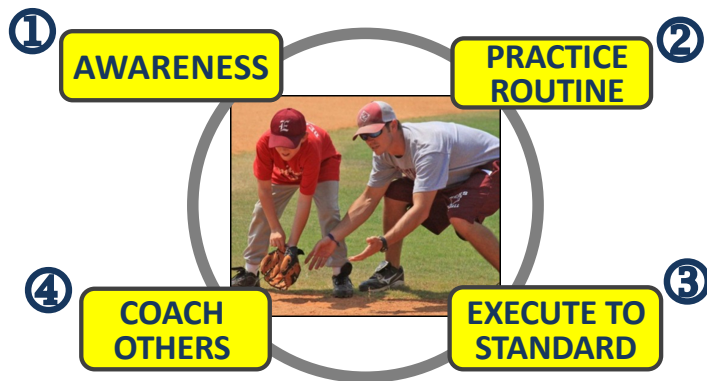 ①
AWARENESS
②
PRACTICE
ROUTINE
④
COACH
OTHERS
③
EXECUTE TO
STANDARD
E